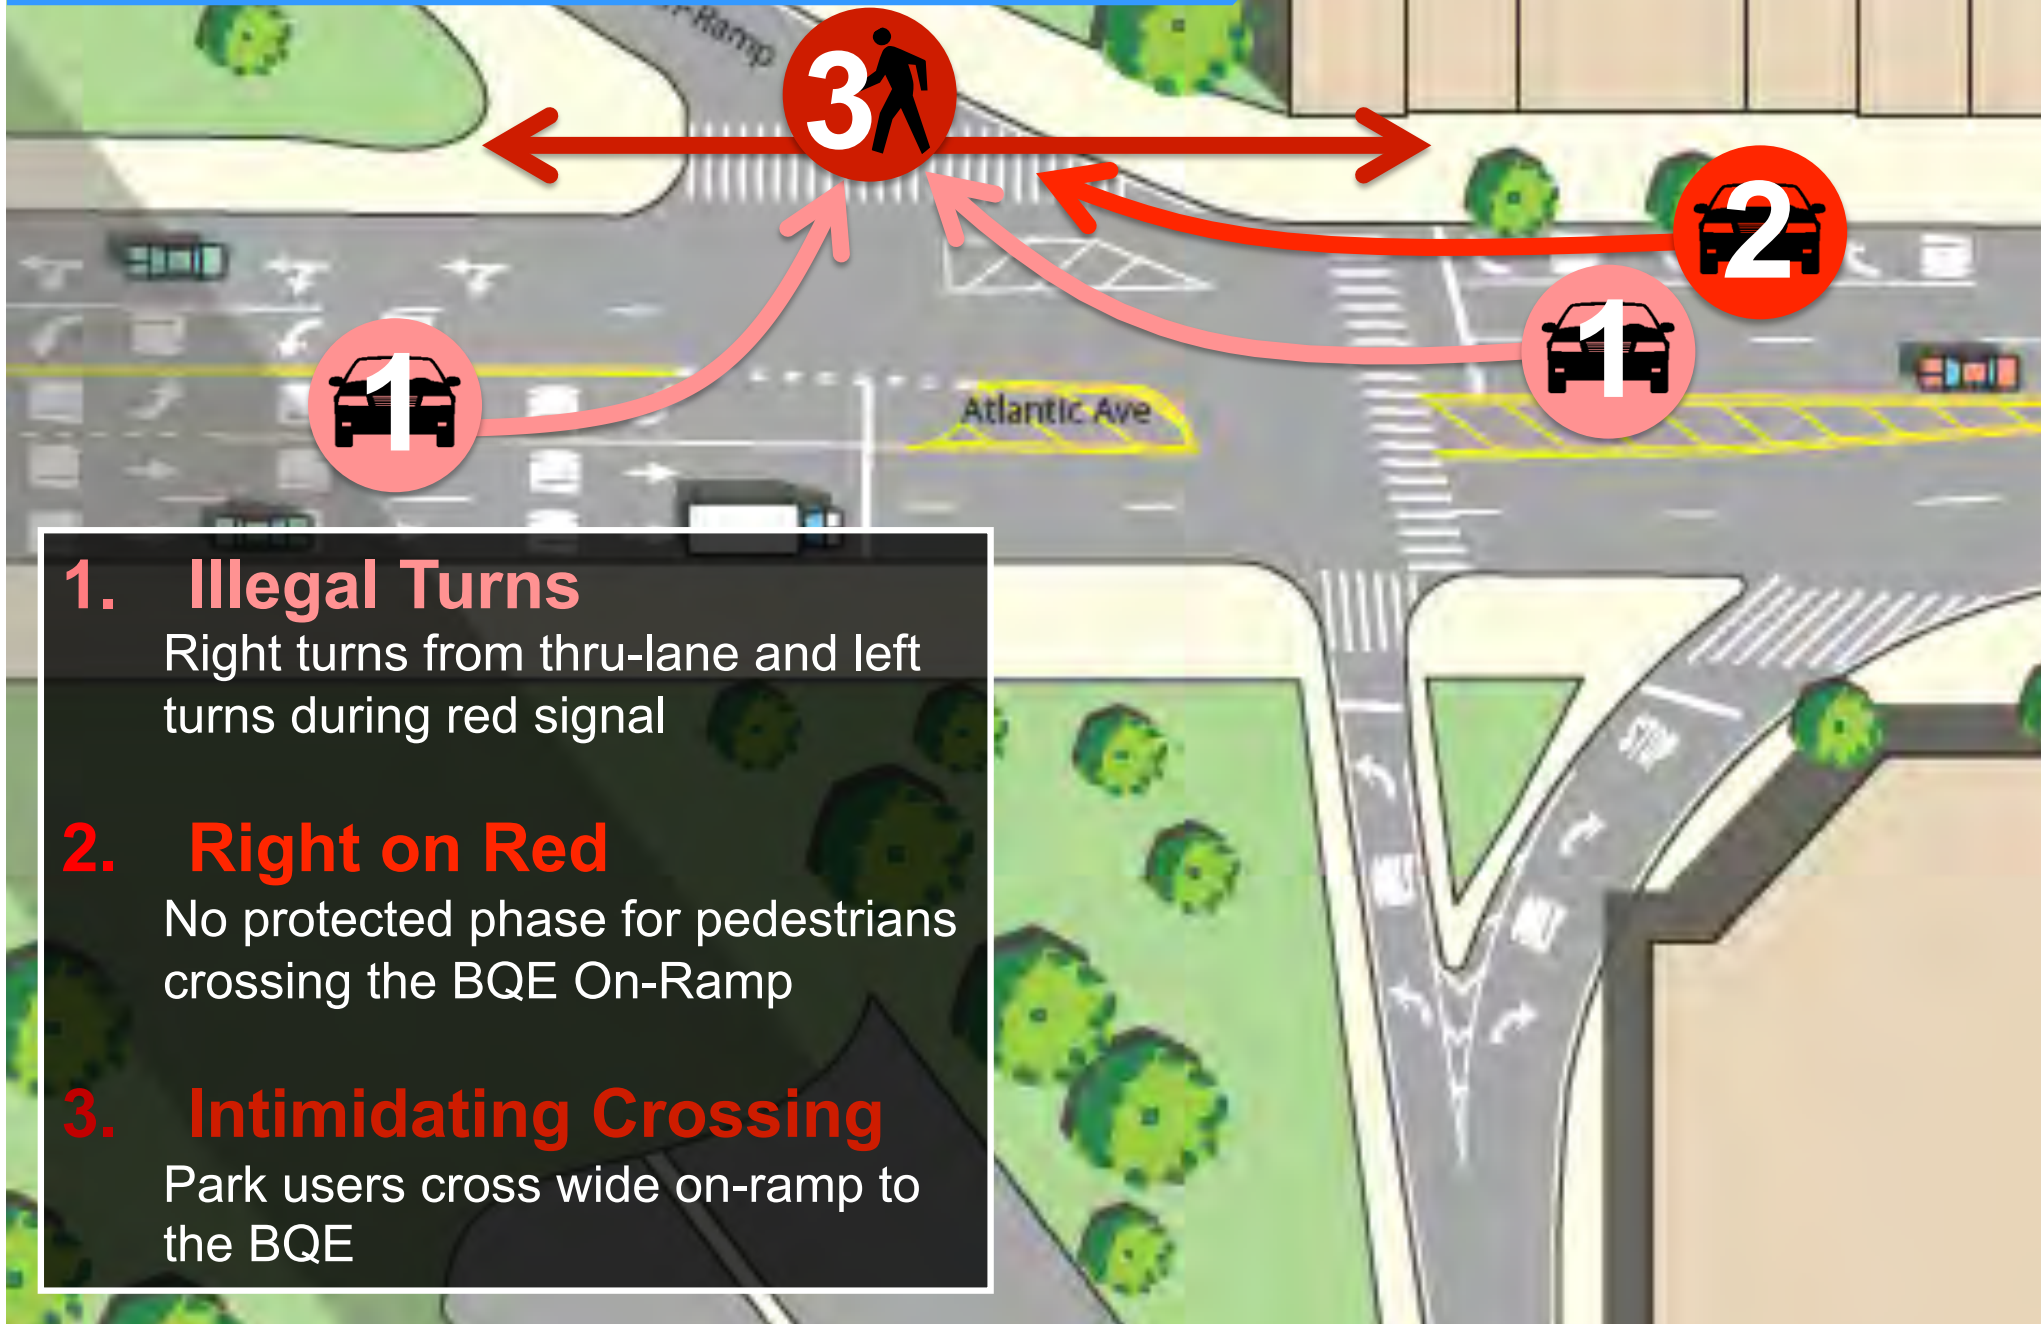 -Ramp
3
2
1
1
Atlantic Ave
1. Illegal Turns
Right turns from thru-lane and left
turns during red signal
2. Right on Red
No protected phase for pedestrians
crossing the BQE On-Ramp
3. Intimidating Crossing
Park users cross wide on-ramp to
the BQE
STOP